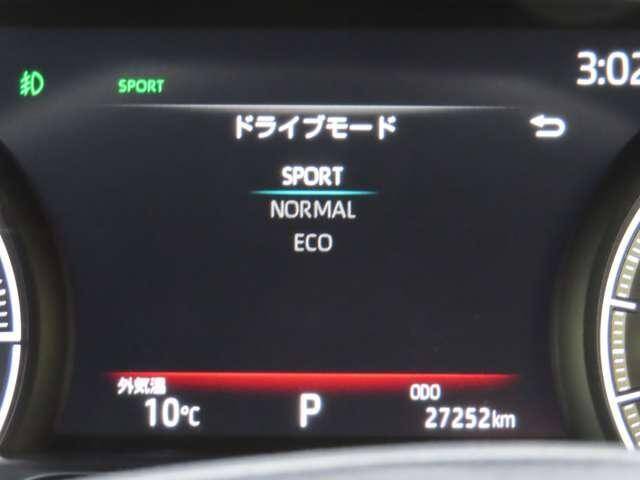 SPORT 3:02
ドライブモード
SPORT
NORMAL
ECO
外気温 ODO
10℃ P 27252km